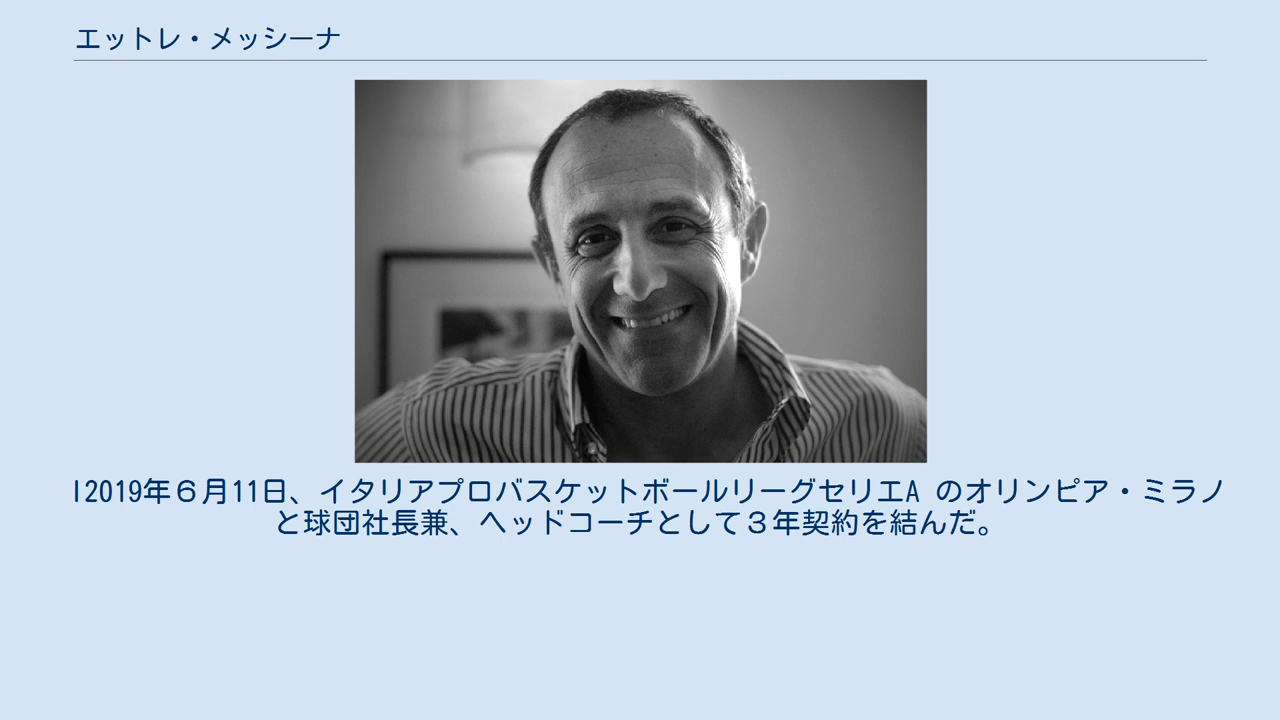 エットレ・メッシーナ
l2019年６月11日、イタリアプロバスケットボールリーグセリエA のオリンピア・ミラノ
と球団社長兼、ヘッドコーチとして３年契約を結んだ。